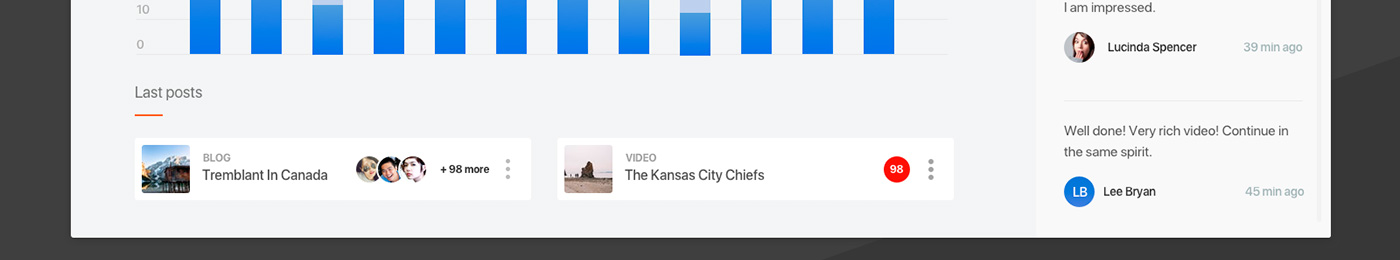 10
0
Last posts
BLOG
Tremblant In Canada
+ 98 more
VIDEO
The Kansas City Chiefs
98
I am impressed.
Lucinda Spencer
39 min ago
Well done! Very rich video! Continue in
the same spirit.
LB
Lee Bryan
45 min ago